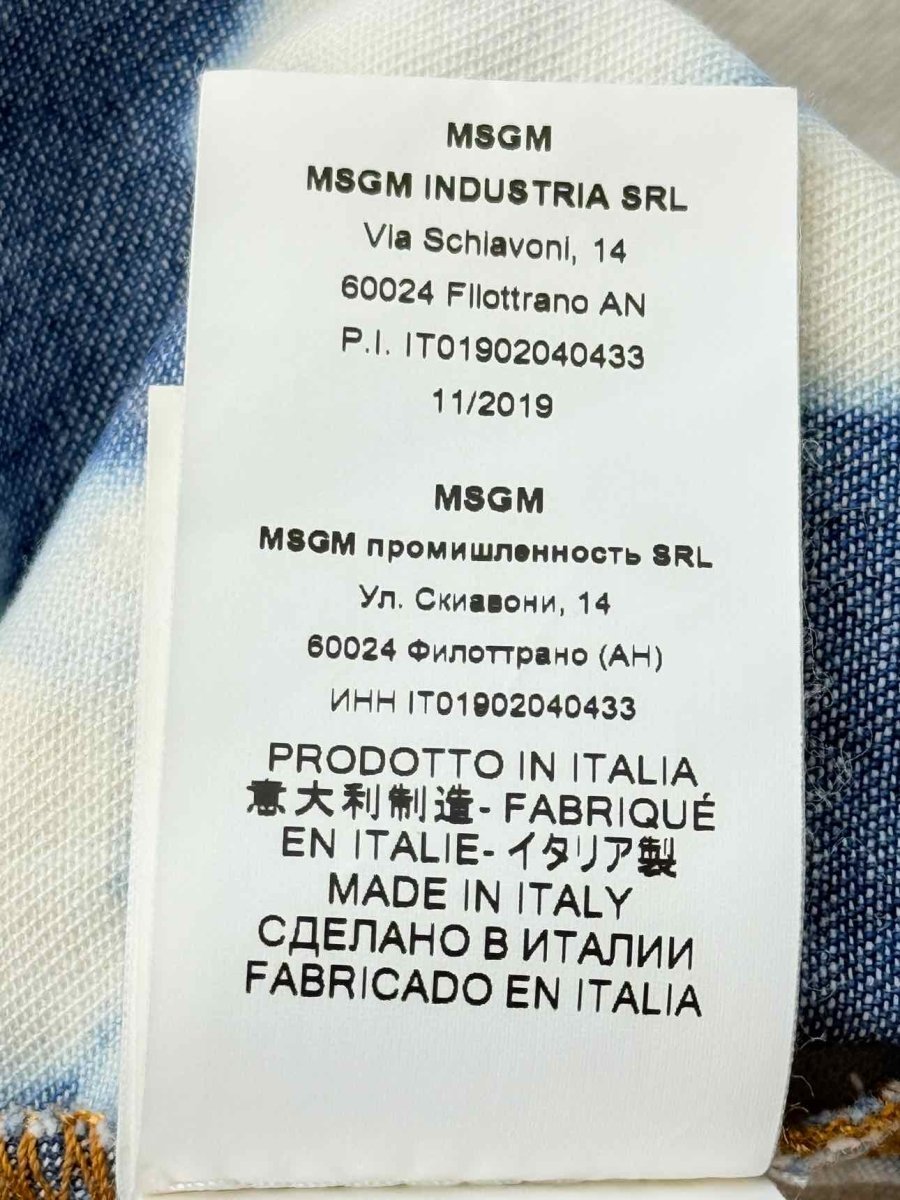 MSGM
MSGM INDUSTRIA SRL
Via Schiavoni, 14
60024 Filottrano AN
P.I. IT01902040433
11/2019
MSGM
MSGM промишленность SRL
Ул. Скиавони, 14
60024 Филоттрано (АН)
ИНН IT01902040433
PRODOTTO IN ITALIA
意大利制造- FABRIQUÉ
EN ITALIE- イタリア製
MADE IN ITALY
СДЕЛАНО В ИТАЛИИ
FABRICADO EN ITALIA